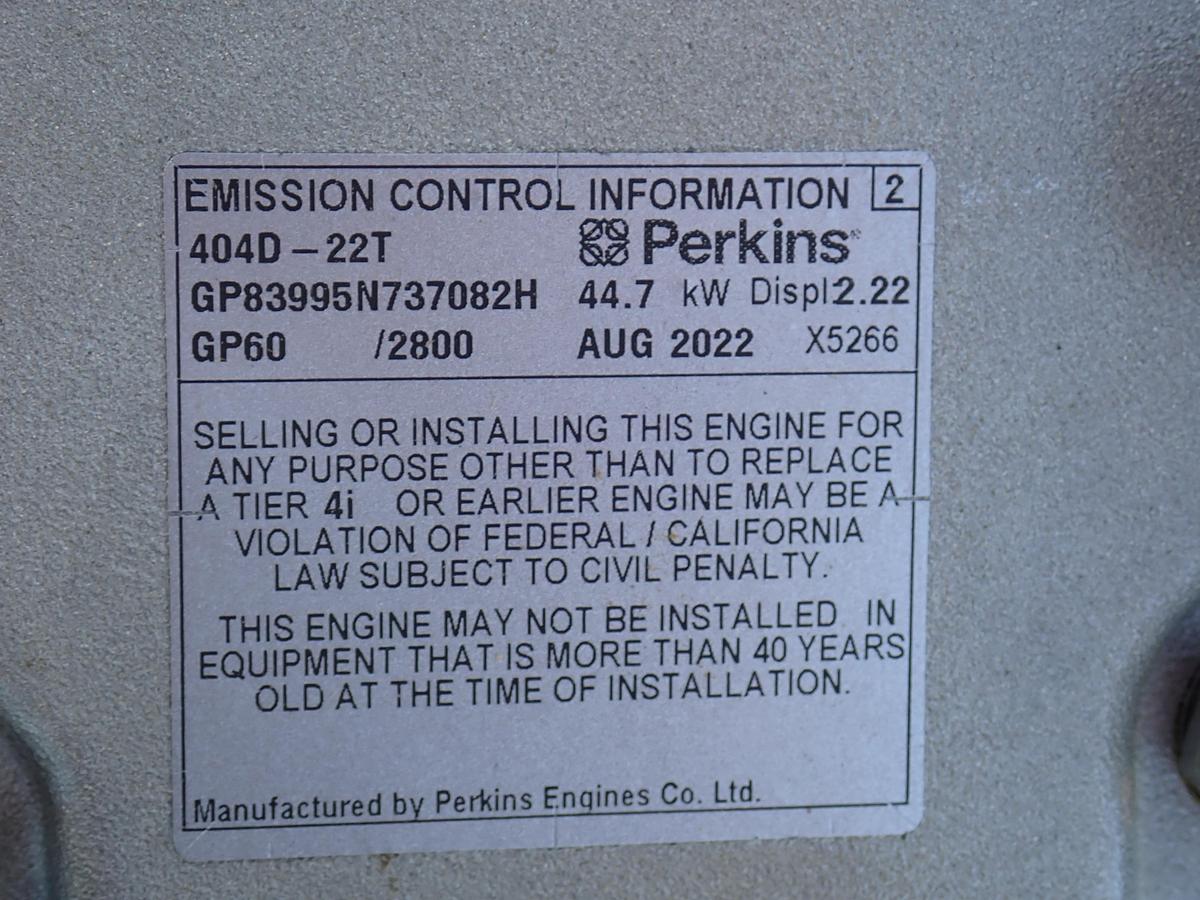 EMISSION CONTROL INFORMATION 2
404D-22T Perkins
GP83995N737082H 44.7 kW Displ 2.22
GP60 /2800 AUG 2022 X5266
SELLING OR INSTALLING THIS ENGINE FOR
ANY PURPOSE OTHER THAN TO REPLACE
A TIER 4i OR EARLIER ENGINE MAY BE A
VIOLATION OF FEDERAL / CALIFORNIA
LAW SUBJECT TO CIVIL PENALTY.
THIS ENGINE MAY NOT BE INSTALLED IN
EQUIPMENT THAT IS MORE THAN 40 YEARS
OLD AT THE TIME OF INSTALLATION.
Manufactured by Perkins Engines Co. Ltd.